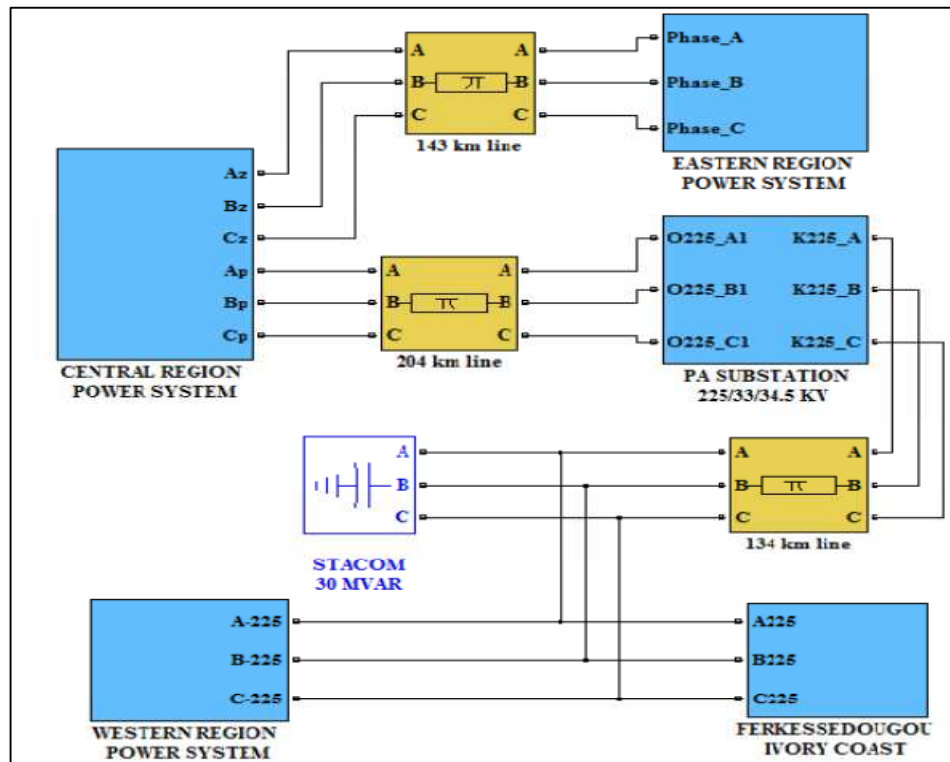 A A
B B
C C
143 km line
Phase_A
Phase_B
Phase_C
EASTERN REGION
POWER SYSTEM
Az
Bz
Cz
Ap
Bp
Cp
CENTRAL REGION
POWER SYSTEM
A A
B B
C C
204 km line
O225_A1 K225_A
O225_B1 K225_B
O225_C1 K225_C
PA SUBSTATION
225/33/34.5 KV
A
B
C
STACOM
30 MVAR
A A
B B
C C
134 km line
A-225
B-225
C-225
WESTERN REGION
POWER SYSTEM
A225
B225
C225
FERKESSEDOUGOU
IVORY COAST